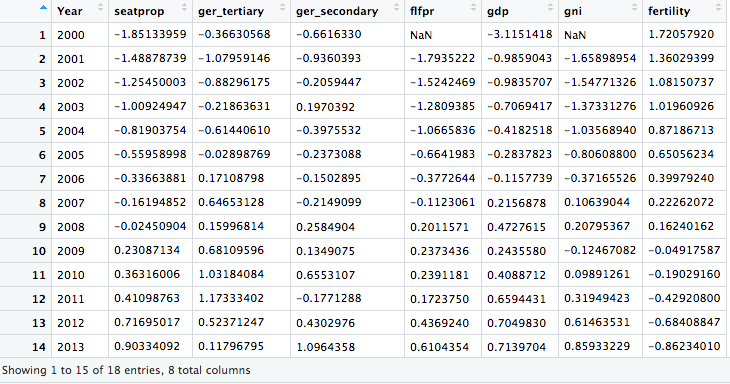 Year seatprop ger_tertiary ger_secondary flfpr gdp gni fertility
1 2000 -1.85133959 -0.36630568 -0.6616330 NaN -3.1151418 NaN 1.72057920
2 2001 -1.48878739 -1.07959146 -0.9360393 -1.7935222 -0.9859043 -1.65898954 1.36029399
3 2002 -1.25450003 -0.88296175 -0.2059447 -1.5242469 -0.9835707 -1.54771326 1.08150737
4 2003 -1.00924947 -0.21863631 0.1970392 -1.2809385 -0.7069417 -1.37331276 1.01960926
5 2004 -0.81903754 -0.61440610 -0.3975532 -1.0665836 -0.4182518 -1.03568940 0.87186713
6 2005 -0.55958998 -0.02898769 -0.2373088 -0.6641983 -0.2837823 -0.80608800 0.65056234
7 2006 -0.33663881 0.17108798 -0.1502895 -0.3772644 -0.1157739 -0.37165526 0.39979240
8 2007 -0.16194852 0.64653128 -0.2149099 -0.1123061 0.2156878 0.10639044 0.22262072
9 2008 -0.02450904 0.15996814 0.2584904 0.2011571 0.4727615 0.20795367 0.16240162
10 2009 0.23087134 0.68109596 0.1349075 0.2373436 0.2435580 -0.12467082 -0.04917587
11 2010 0.36316006 1.03184084 0.6553107 0.2391181 0.4088712 0.09891261 -0.19029160
12 2011 0.41098763 1.17333402 -0.1771288 0.1723750 0.6594431 0.31949423 -0.42920800
13 2012 0.71695017 0.52371247 0.4302976 0.4369240 0.7049830 0.61463531 -0.68408847
14 2013 0.90334092 0.11796795 1.0964358 0.6104354 0.7139704 0.85933229 -0.86234010
Showing 1 to 15 of 18 entries, 8 total columns